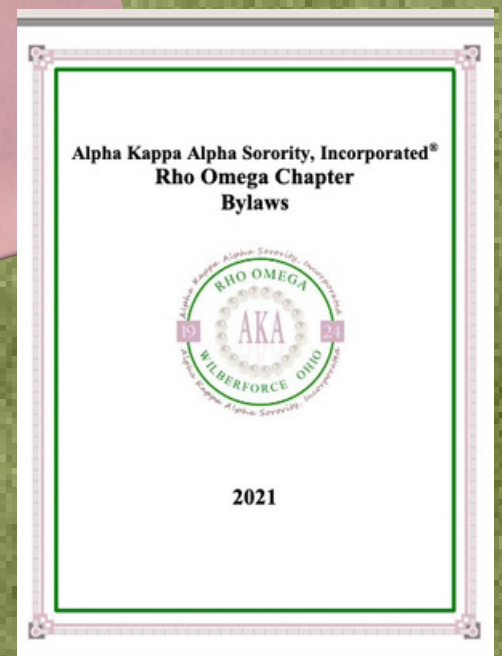 Alpha Kappa Alpha Sorority, Incorporated®
Rho Omega Chapter
Bylaws
Alpha Kappa Alpha Sorority, Incorporated
RHO OMEGA
19 AKA 24
WILBERFORCE OHIO
Alpha Kappa Alpha Sorority, Incorporated
2021